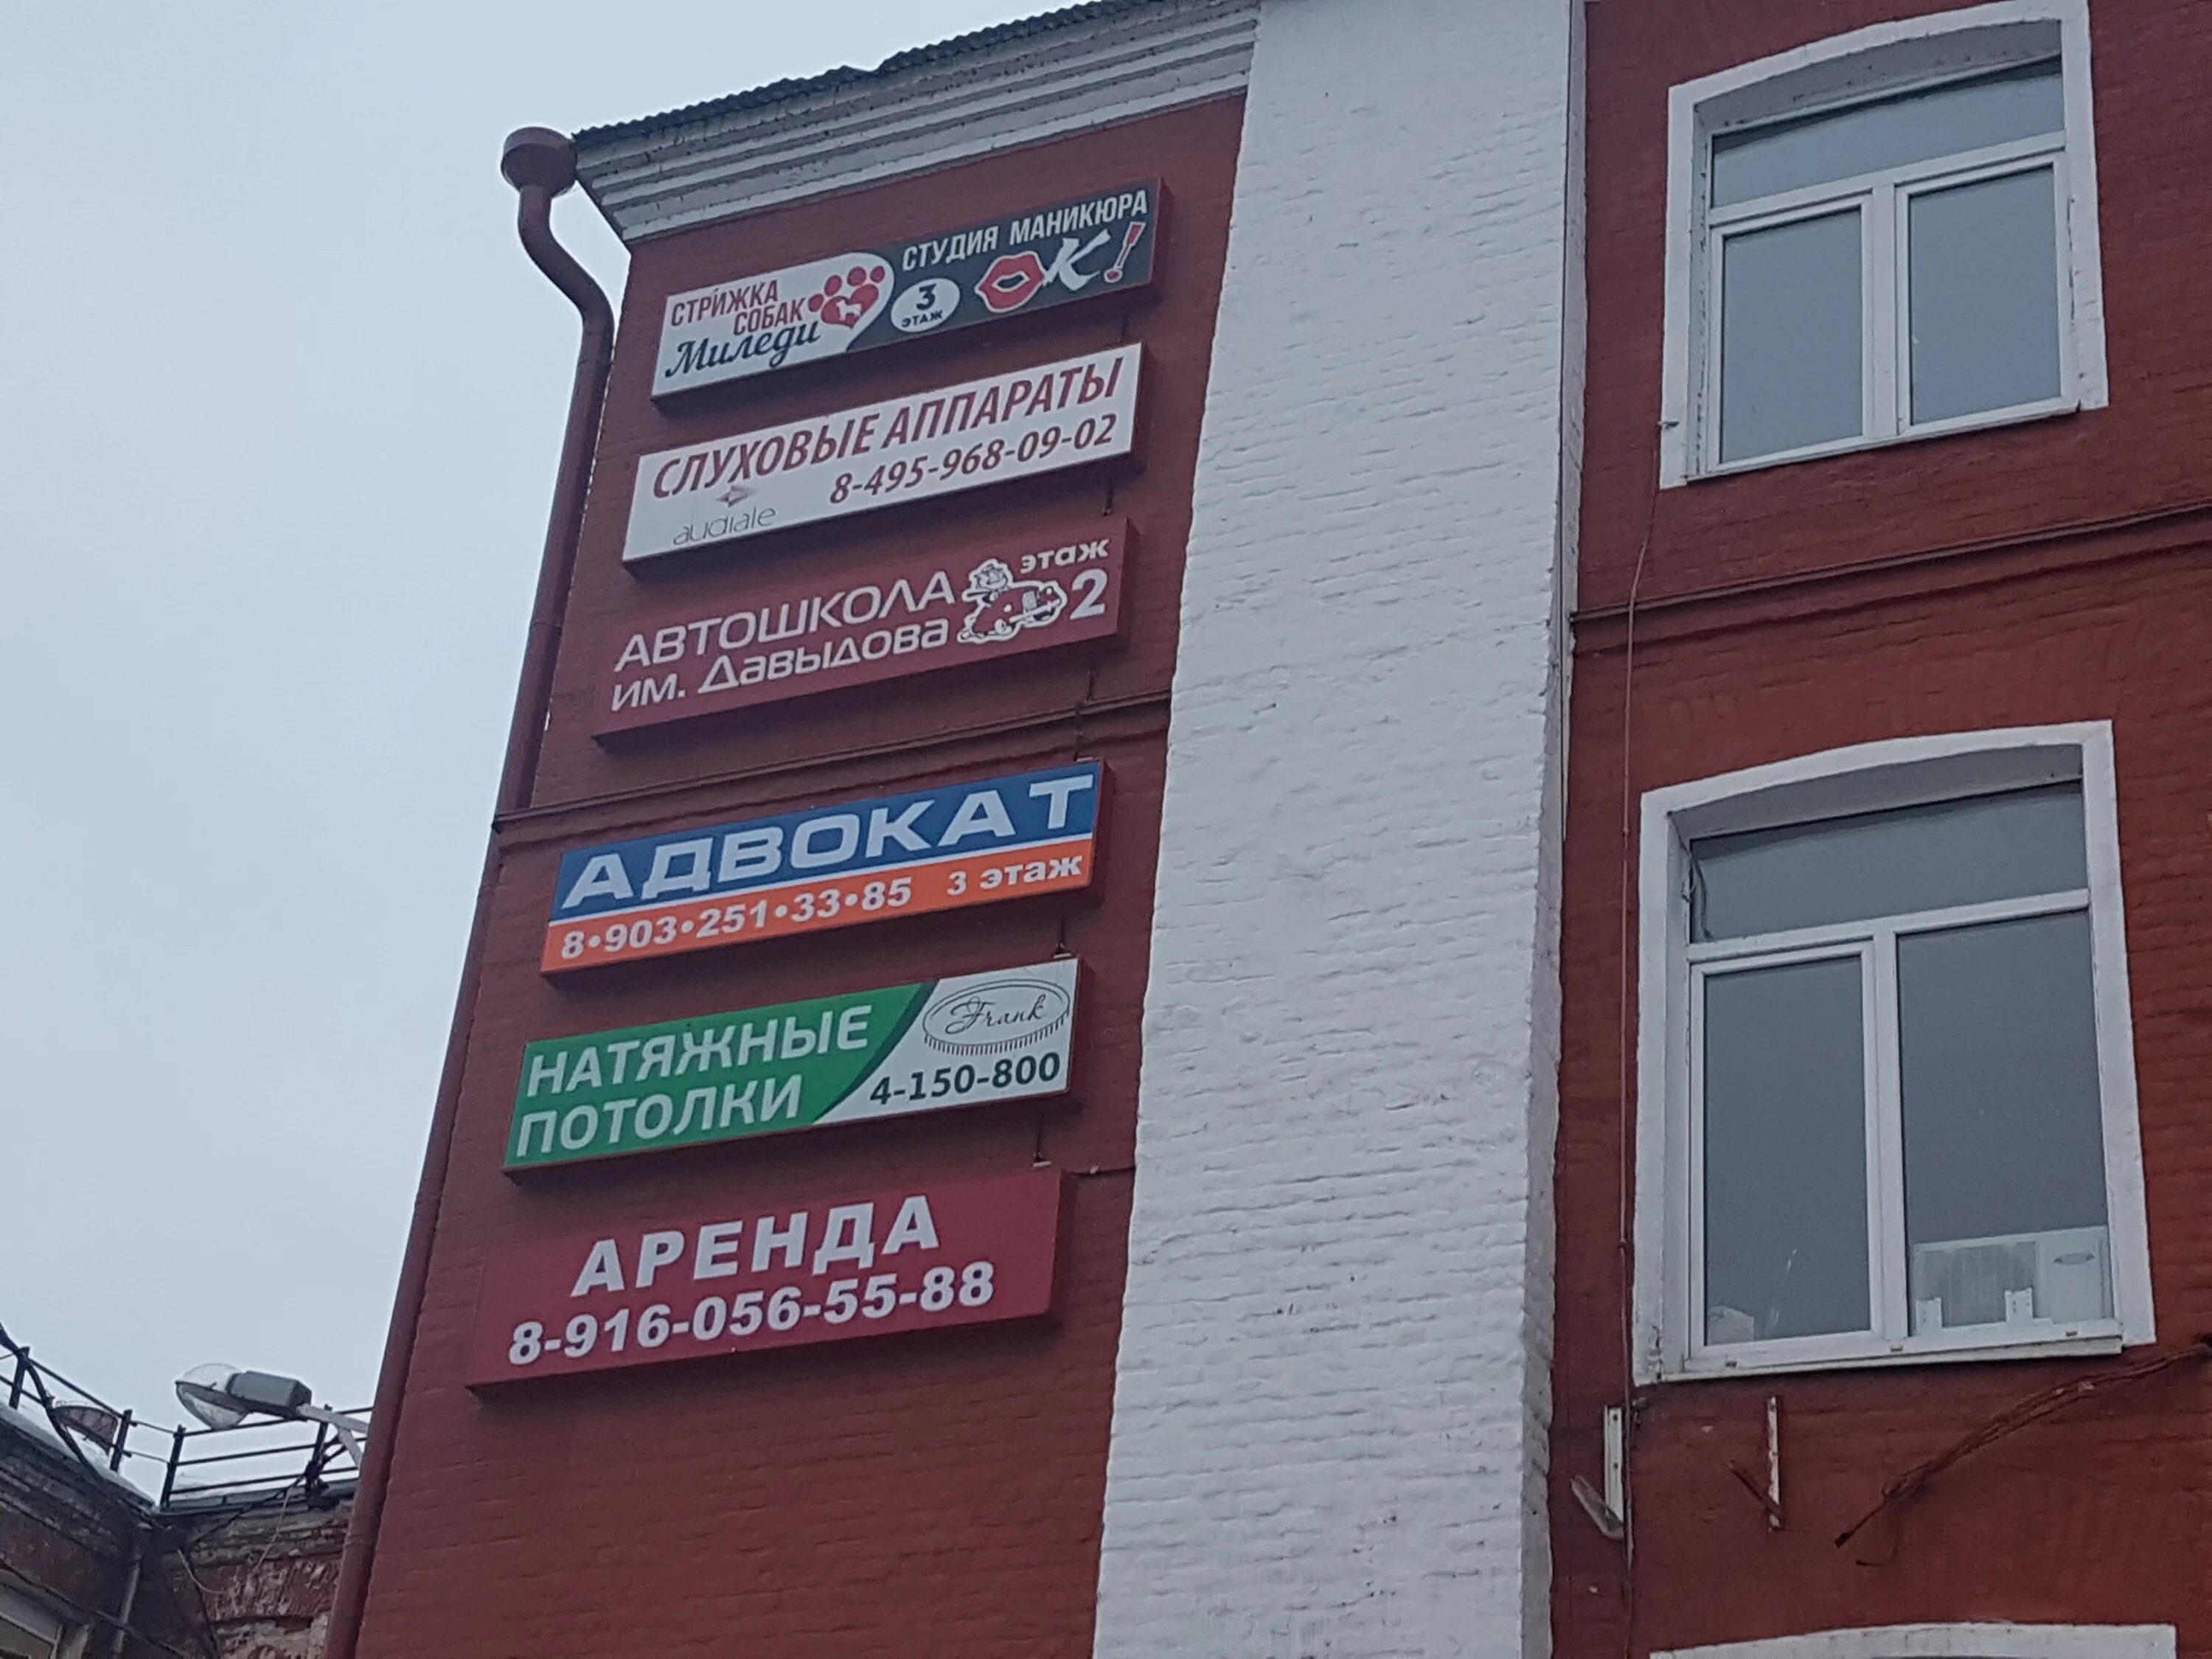 СТРИЖКА
СОБАК
Миледи
СТУДИЯ МАНИКЮРА
3
ЭТАЖ
ОК!
СЛУХОВЫЕ АППАРАТЫ
8-495-968-09-02
audiale
АВТОШКОЛА
им. Давыдова
этаж
2
АДВОКАТ
8•903•251•33•85 3 этаж
НАТЯЖНЫЕ
ПОТОЛКИ
Frank
4-150-800
АРЕНДА
8-916-056-55-88